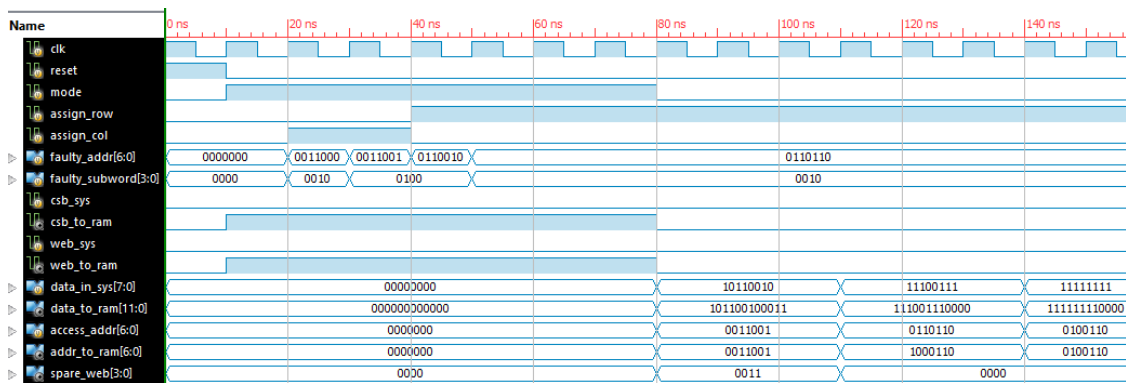 Name 0 ns 20 ns 40 ns 60 ns 80 ns 100 ns 120 ns 140 ns
clk
reset
mode
assign_row
assign_col
faulty_addr[6:0] 0000000 0011000 0011001 0110010 0110110
faulty_subword[3:0] 0000 0010 0100 0010
csb_sys
csb_to_ram
web_sys
web_to_ram
data_in_sys[7:0] 00000000 10110010 11100111 11111111
data_to_ram[11:0] 000000000000 101100100011 111001110000 111111110000
access_addr[6:0] 0000000 0011001 0110110 0100110
addr_to_ram[6:0] 0000000 0011001 1000110 0100110
spare_web[3:0] 0000 0011 0000